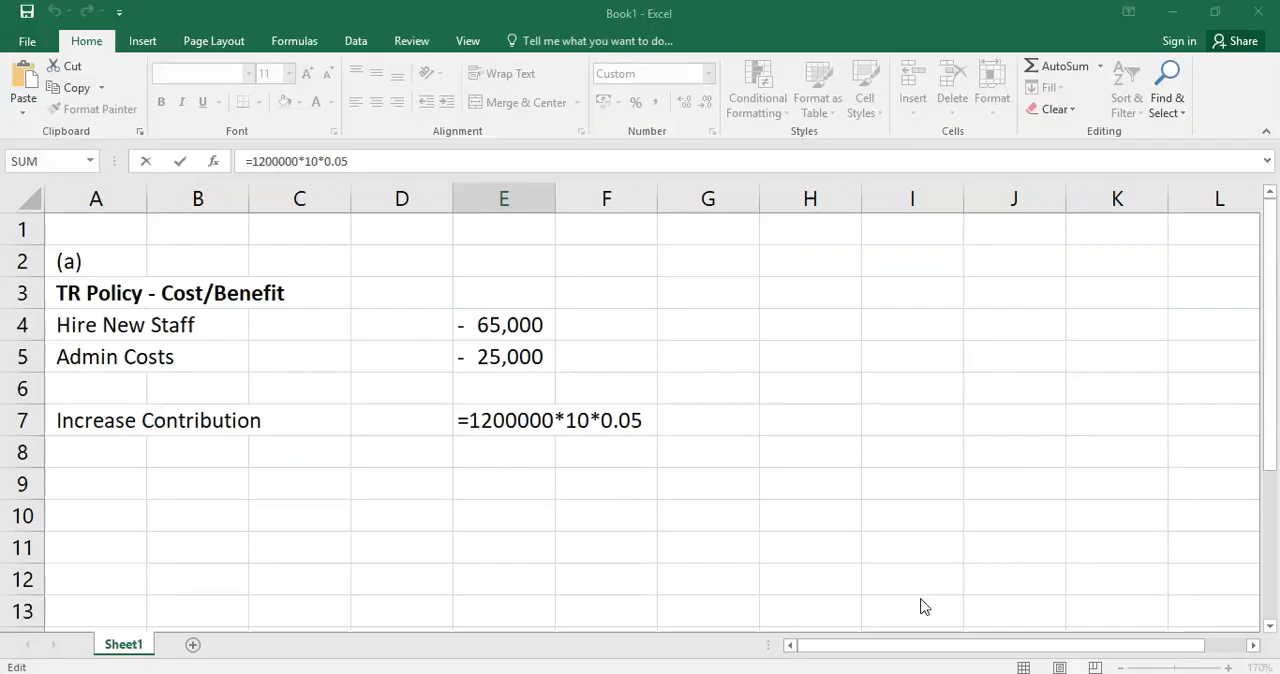 Book1 - Excel
File Home Insert Page Layout Formulas Data Review View Tell me what you want to do... Sign in Share
Paste Cut Copy Format Painter Clipboard
11 B I U A A A Font
Wrap Text Merge & Center Alignment
Custom % , Number
Conditional Formatting Format as Table Cell Styles Styles
Insert Delete Format Cells
AutoSum Fill Clear Sort & Filter Find & Select Editing
SUM fx =1200000*10*0.05
A B C D E F G H I J K L
1
2 (a)
3 TR Policy - Cost/Benefit
4 Hire New Staff - 65,000
5 Admin Costs - 25,000
6
7 Increase Contribution =1200000*10*0.05
8
9
10
11
12
13
Sheet1
Edit 170%